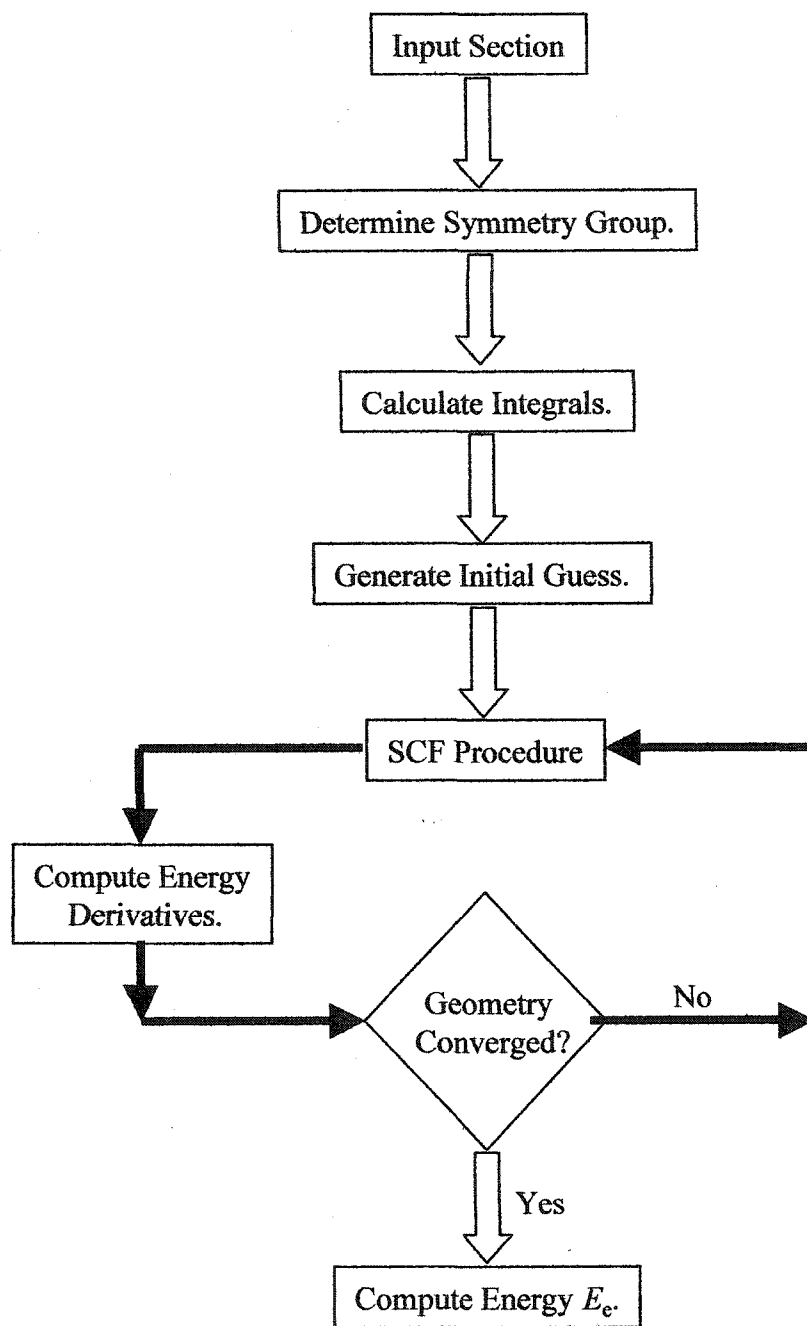 Input Section
Determine Symmetry Group.
Calculate Integrals.
Generate Initial Guess.
SCF Procedure
Compute Energy
Derivatives.
Geometry
Converged?
No
Yes
Compute Energy Ee.